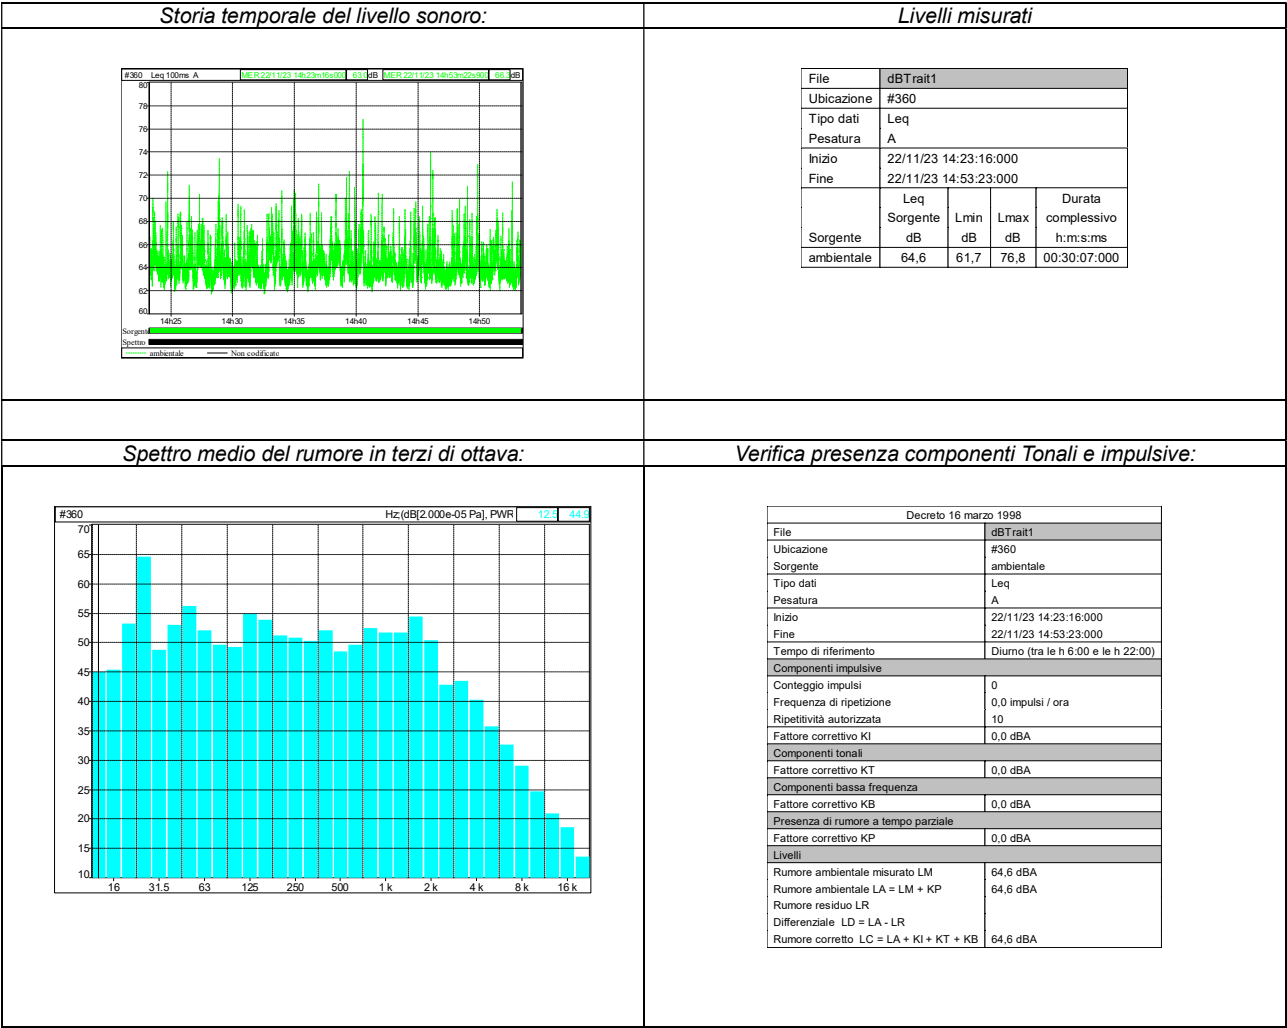 Storia temporale del livello sonoro:
Livelli misurati
#360 Leq 100ms A MER 22/11/23 14h23m16s000 63.0 dB MER 22/11/23 14h53m22s900 dB
80
78
76
74
72
70
68
66
64
62
60
14h25 14h30 14h35 14h40 14h45 14h50
Sorgent
Spettro
ambientale Non codificato
File dBTrait1
Ubicazione #360
Tipo dati Leq
Pesatura A
Inizio 22/11/23 14:23:16:000
Fine 22/11/23 14:53:23:000
Leq Durata
Sorgente Lmin Lmax complessivo
Sorgente dB dB dB h:m:s:ms
ambientale 64,6 61,7 76,8 00:30:07:000
Spettro medio del rumore in terzi di ottava:
Verifica presenza componenti Tonali e impulsive:
#360 Hz;(dB[2.000e-05 Pa], PWR 12.5 44.9
70
65
60
55
50
45
40
35
30
25
20
15
10
16 31.5 63 125 250 500 1 k 2 k 4 k 8 k 16 k
Decreto 16 marzo 1998
File dBTrait1
Ubicazione #360
Sorgente ambientale
Tipo dati Leq
Pesatura A
Inizio 22/11/23 14:23:16:000
Fine 22/11/23 14:53:23:000
Tempo di riferimento Diurno (tra le h 6:00 e le h 22:00)
Componenti impulsive
Conteggio impulsi 0
Frequenza di ripetizione 0,0 impulsi / ora
Ripetitività autorizzata 10
Fattore correttivo KI 0,0 dBA
Componenti tonali
Fattore correttivo KT 0,0 dBA
Componenti bassa frequenza
Fattore correttivo KB 0,0 dBA
Presenza di rumore a tempo parziale
Fattore correttivo KP 0,0 dBA
Livelli
Rumore ambientale misurato LM 64,6 dBA
Rumore ambientale LA = LM + KP 64,6 dBA
Rumore residuo LR
Differenziale LD = LA - LR
Rumore corretto LC = LA + KI + KT + KB 64,6 dBA